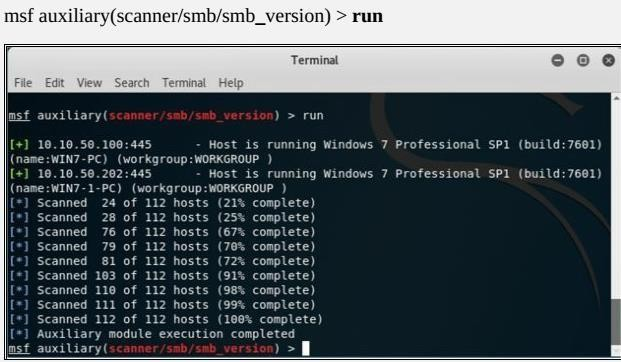 msf auxiliary(scanner/smb/smb_version) > run
Terminal
File Edit View Search Terminal Help
msf auxiliary(scanner/smb/smb_version) > run
[+] 10.10.50.100:445 - Host is running Windows 7 Professional SP1 (build:7601)
(name:WIN7-PC) (workgroup:WORKGROUP )
[+] 10.10.50.202:445 - Host is running Windows 7 Professional SP1 (build:7601)
(name:WIN7-1-PC) (workgroup:WORKGROUP )
[*] Scanned 24 of 112 hosts (21% complete)
[*] Scanned 28 of 112 hosts (25% complete)
[*] Scanned 76 of 112 hosts (67% complete)
[*] Scanned 79 of 112 hosts (70% complete)
[*] Scanned 81 of 112 hosts (72% complete)
[*] Scanned 103 of 112 hosts (91% complete)
[*] Scanned 110 of 112 hosts (98% complete)
[*] Scanned 111 of 112 hosts (99% complete)
[*] Scanned 112 of 112 hosts (100% complete)
[*] Auxiliary module execution completed
msf auxiliary(scanner/smb/smb_version) >